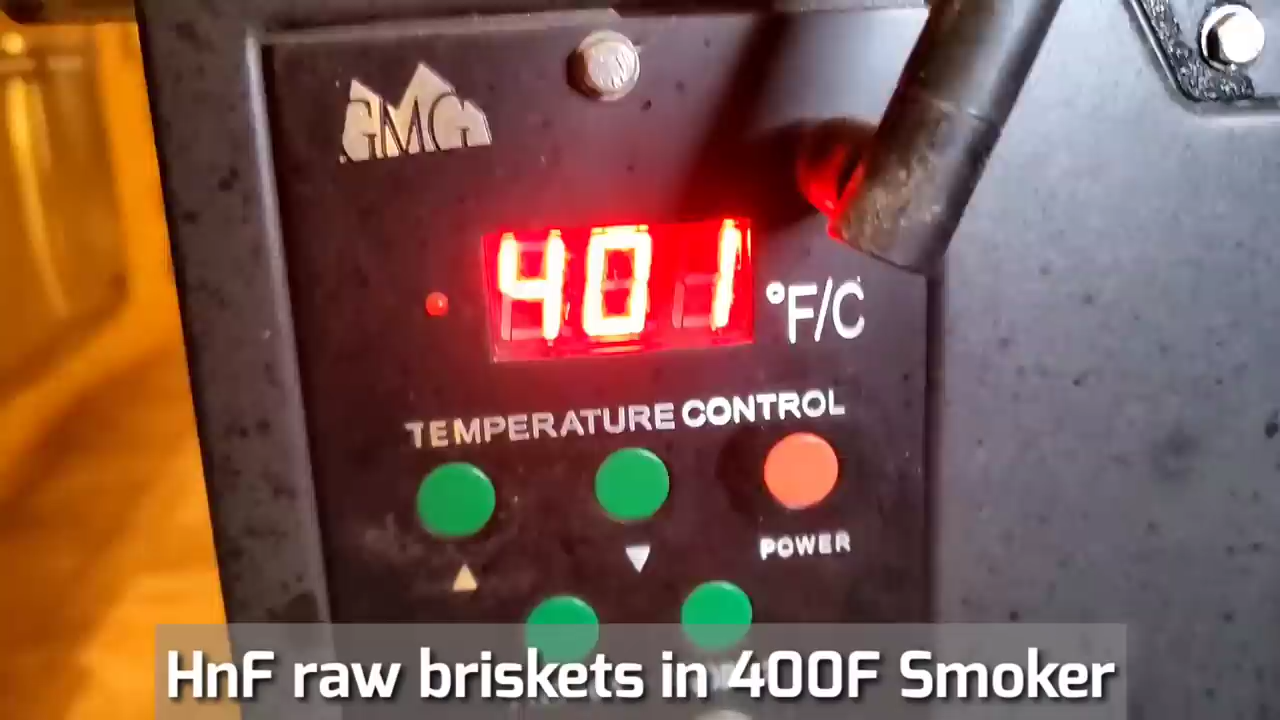 GMG
401
°F/C
TEMPERATURE CONTROL
POWER
HnF raw briskets in 400F Smoker